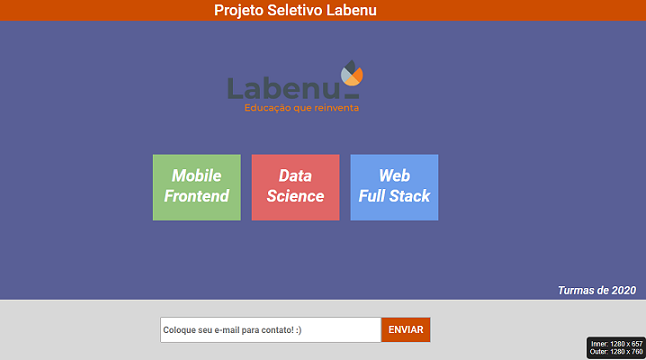 Projeto Seletivo Labenu
Labenu
Educação que reinventa
Mobile
Frontend
Data
Science
Web
Full Stack
Turmas de 2020
Coloque seu e-mail para contato! :)
ENVIAR
Inner: 1280 x 657
Outer: 1280 x 760